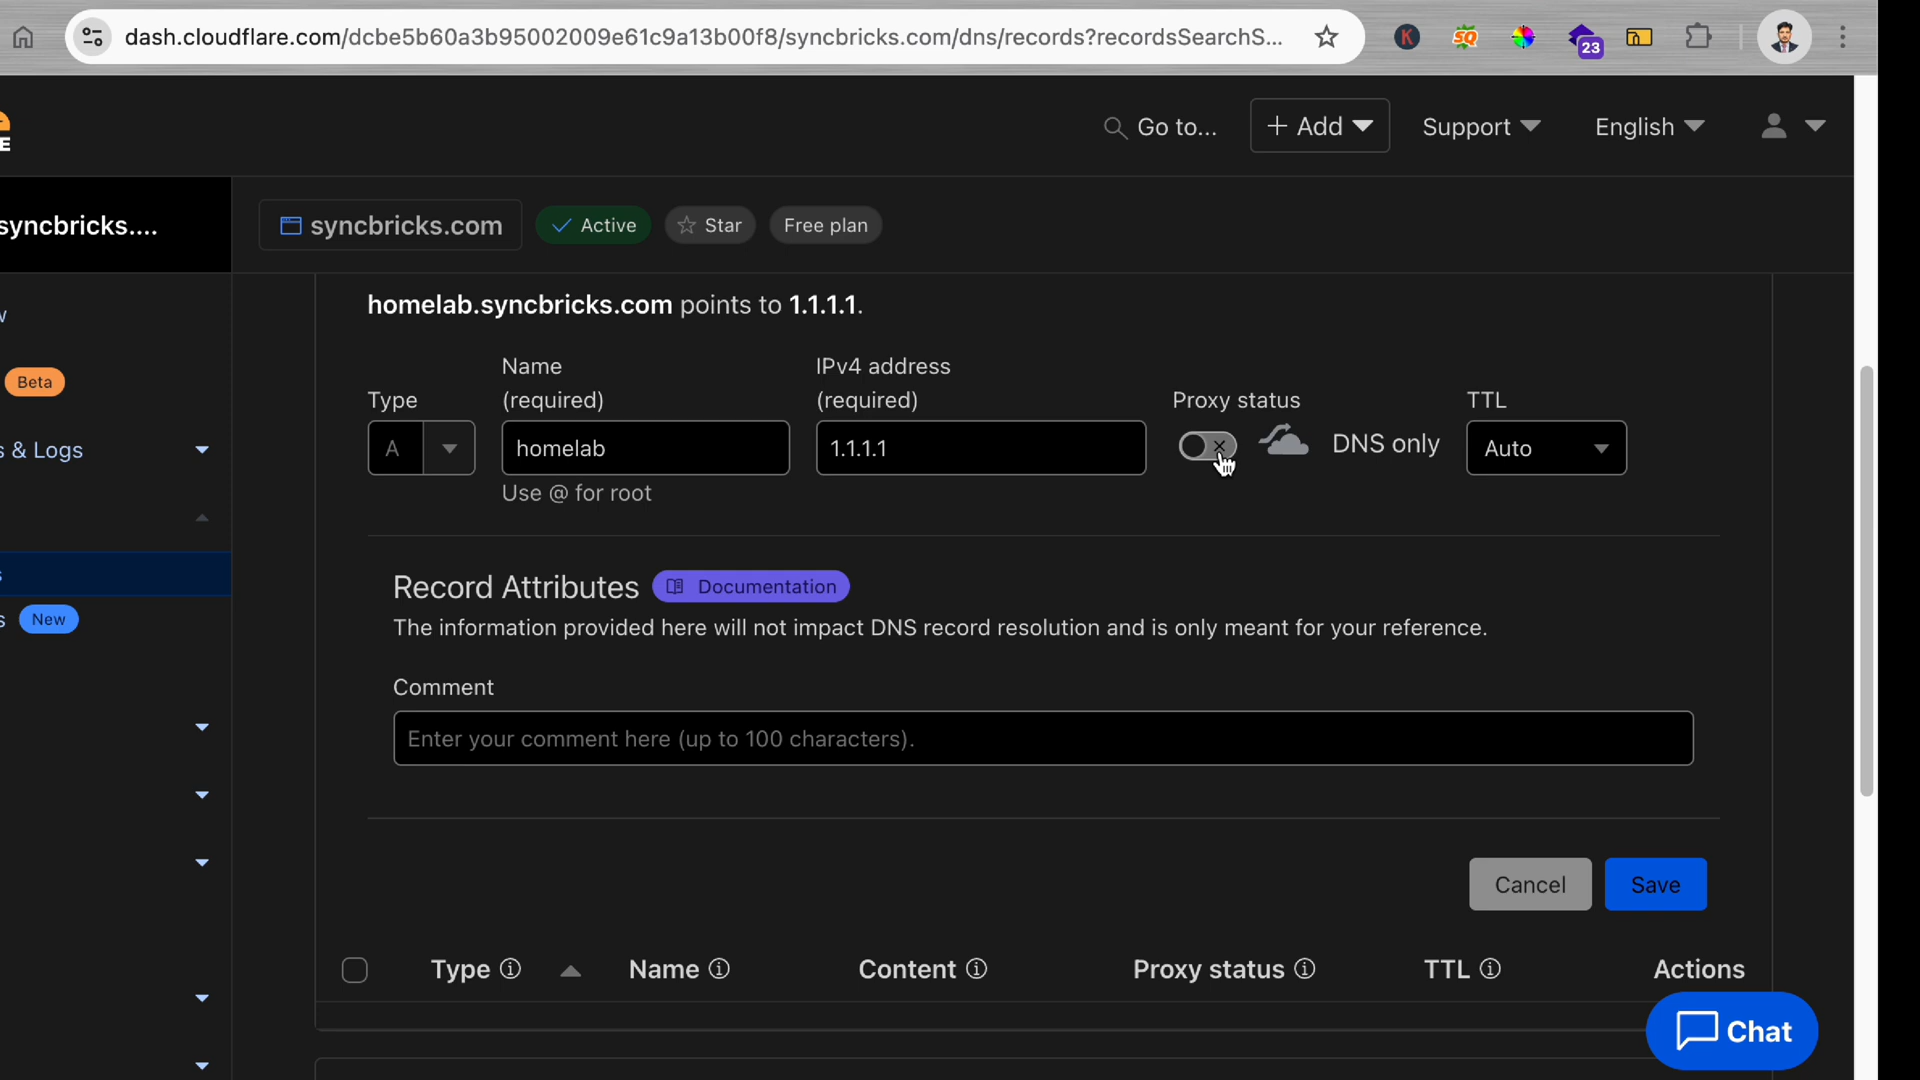 dash.cloudflare.com/dcbe5b60a3b95002009e61c9a13b00f8/syncbricks.com/dns/records?recordsSearchS...
K
SQ
23
E
Go to...
+ Add
Support
English
syncbricks....
syncbricks.com
Active
Star
Free plan
w
Beta
s & Logs
s
s
New
homelab.syncbricks.com points to 1.1.1.1.
Type
Name
(required)
IPv4 address
(required)
Proxy status
TTL
A
homelab
1.1.1.1
DNS only
Auto
Use @ for root
Record Attributes
Documentation
The information provided here will not impact DNS record resolution and is only meant for your reference.
Comment
Enter your comment here (up to 100 characters).
Cancel
Save
Type
Name
Content
Proxy status
TTL
Actions
Chat